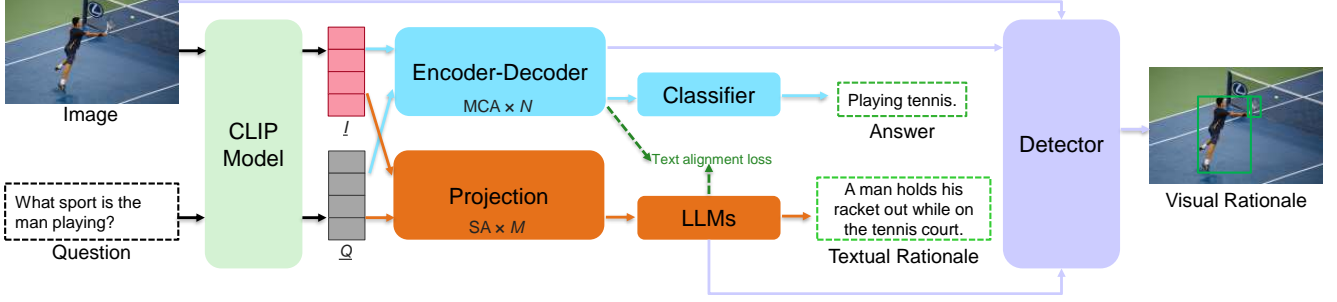 Image
What sport is the
man playing?
Question
CLIP
Model
I
Q
Encoder-Decoder
MCA × N
Projection
SA × M
Classifier
Text alignment loss
LLMs
Playing tennis.
Answer
A man holds his
racket out while on
the tennis court.
Textual Rationale
Detector
Visual Rationale